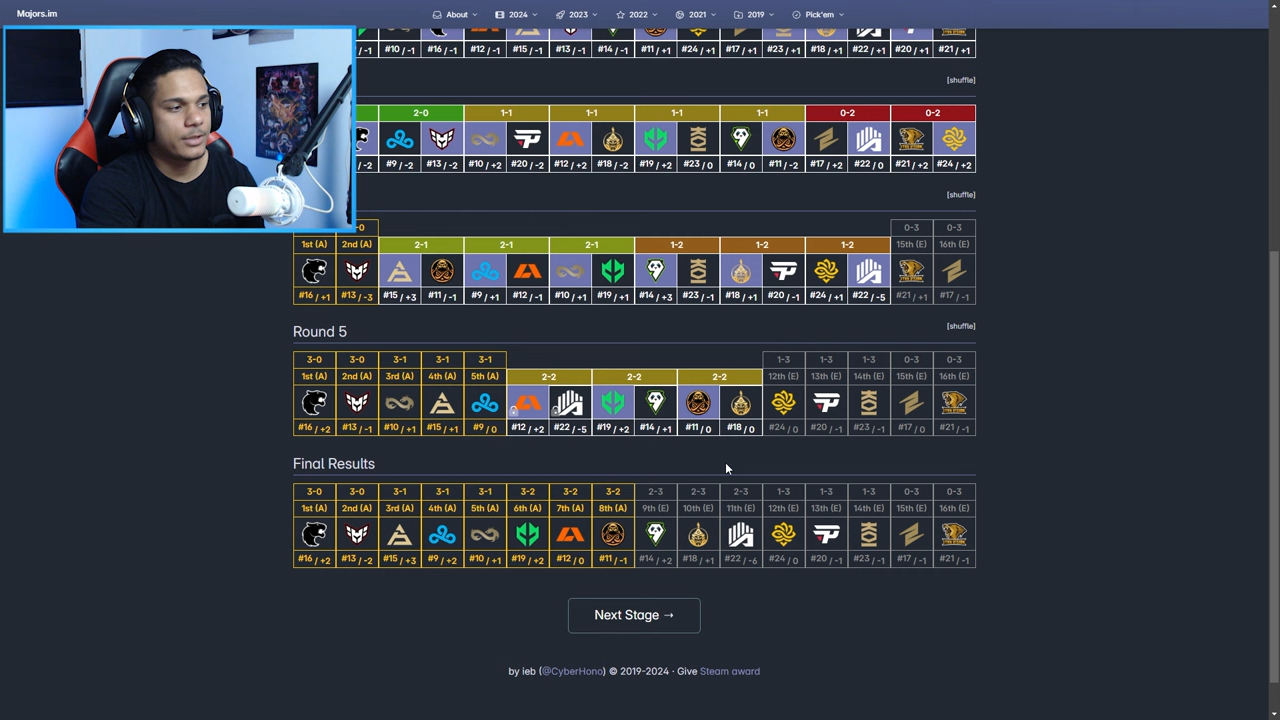 Majors.im
About 2024 2023 2022 2021 2019 Pick'em
/ -1 #10 / -1 #16 / -1 #12 / -1 #15 / -1 #13 / -1 #14 / -1 #11 / +1 #24 / +1 #17 / +1 #23 / +1 #18 / +1 #22 / +1 #20 / +1 #21 / +1
[shuffle]
2-0 1-1 1-1 1-1 1-1 0-2 0-2
/ -2 #9 / -2 #13 / -2 #10 / +2 #20 / -2 #12 / +2 #18 / -2 #19 / +2 #23 / 0 #14 / 0 #11 / -2 #17 / +2 #22 / 0 #21 / +2 #24 / +2
[shuffle]
-0 0-3 0-3
1st (A) 2nd (A) 2-1 2-1 2-1 1-2 1-2 1-2 15th (E) 16th (E)
#16 / +1 #13 / -3 #15 / +3 #11 / -1 #9 / +1 #12 / -1 #10 / +1 #19 / +1 #14 / +3 #23 / -1 #18 / +1 #20 / -1 #24 / +1 #22 / -5 #21 / +1 #17 / -1
Round 5 [shuffle]
3-0 3-0 3-1 3-1 3-1 1-3 1-3 1-3 0-3 0-3
1st (A) 2nd (A) 3rd (A) 4th (A) 5th (A) 2-2 2-2 2-2 12th (E) 13th (E) 14th (E) 15th (E) 16th (E)
#16 / +2 #13 / -1 #10 / +1 #15 / +1 #9 / 0 #12 / +2 #22 / -5 #19 / +2 #14 / +1 #11 / 0 #18 / 0 #24 / 0 #20 / -1 #23 / -1 #17 / 0 #21 / -1
Final Results
3-0 3-0 3-1 3-1 3-1 3-2 3-2 3-2 2-3 2-3 2-3 1-3 1-3 1-3 0-3 0-3
1st (A) 2nd (A) 3rd (A) 4th (A) 5th (A) 6th (A) 7th (A) 8th (A) 9th (E) 10th (E) 11th (E) 12th (E) 13th (E) 14th (E) 15th (E) 16th (E)
#16 / +2 #13 / -2 #15 / +3 #9 / +2 #10 / +1 #19 / +2 #12 / 0 #11 / -1 #14 / +2 #18 / +1 #22 / -6 #24 / 0 #20 / -1 #23 / -1 #17 / -1 #21 / -1
Next Stage →
by ieb (@CyberHono) © 2019-2024 · Give Steam award